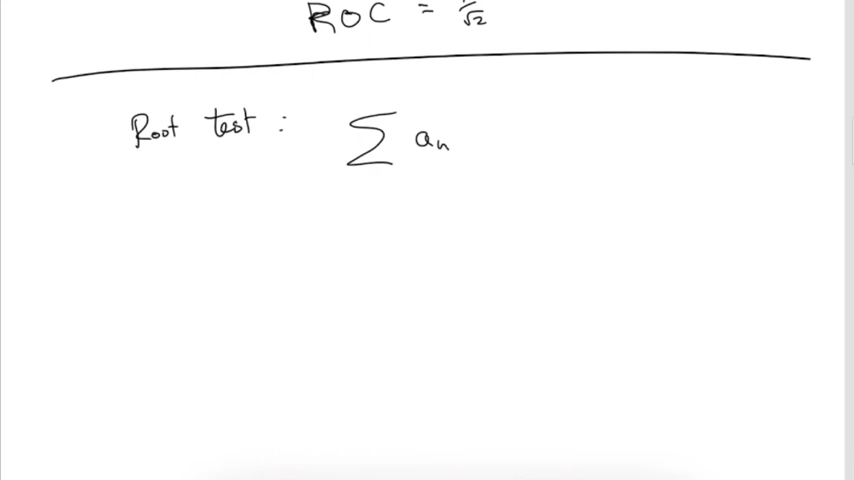 ROC = 1/√2
Root test : ∑ aₙ